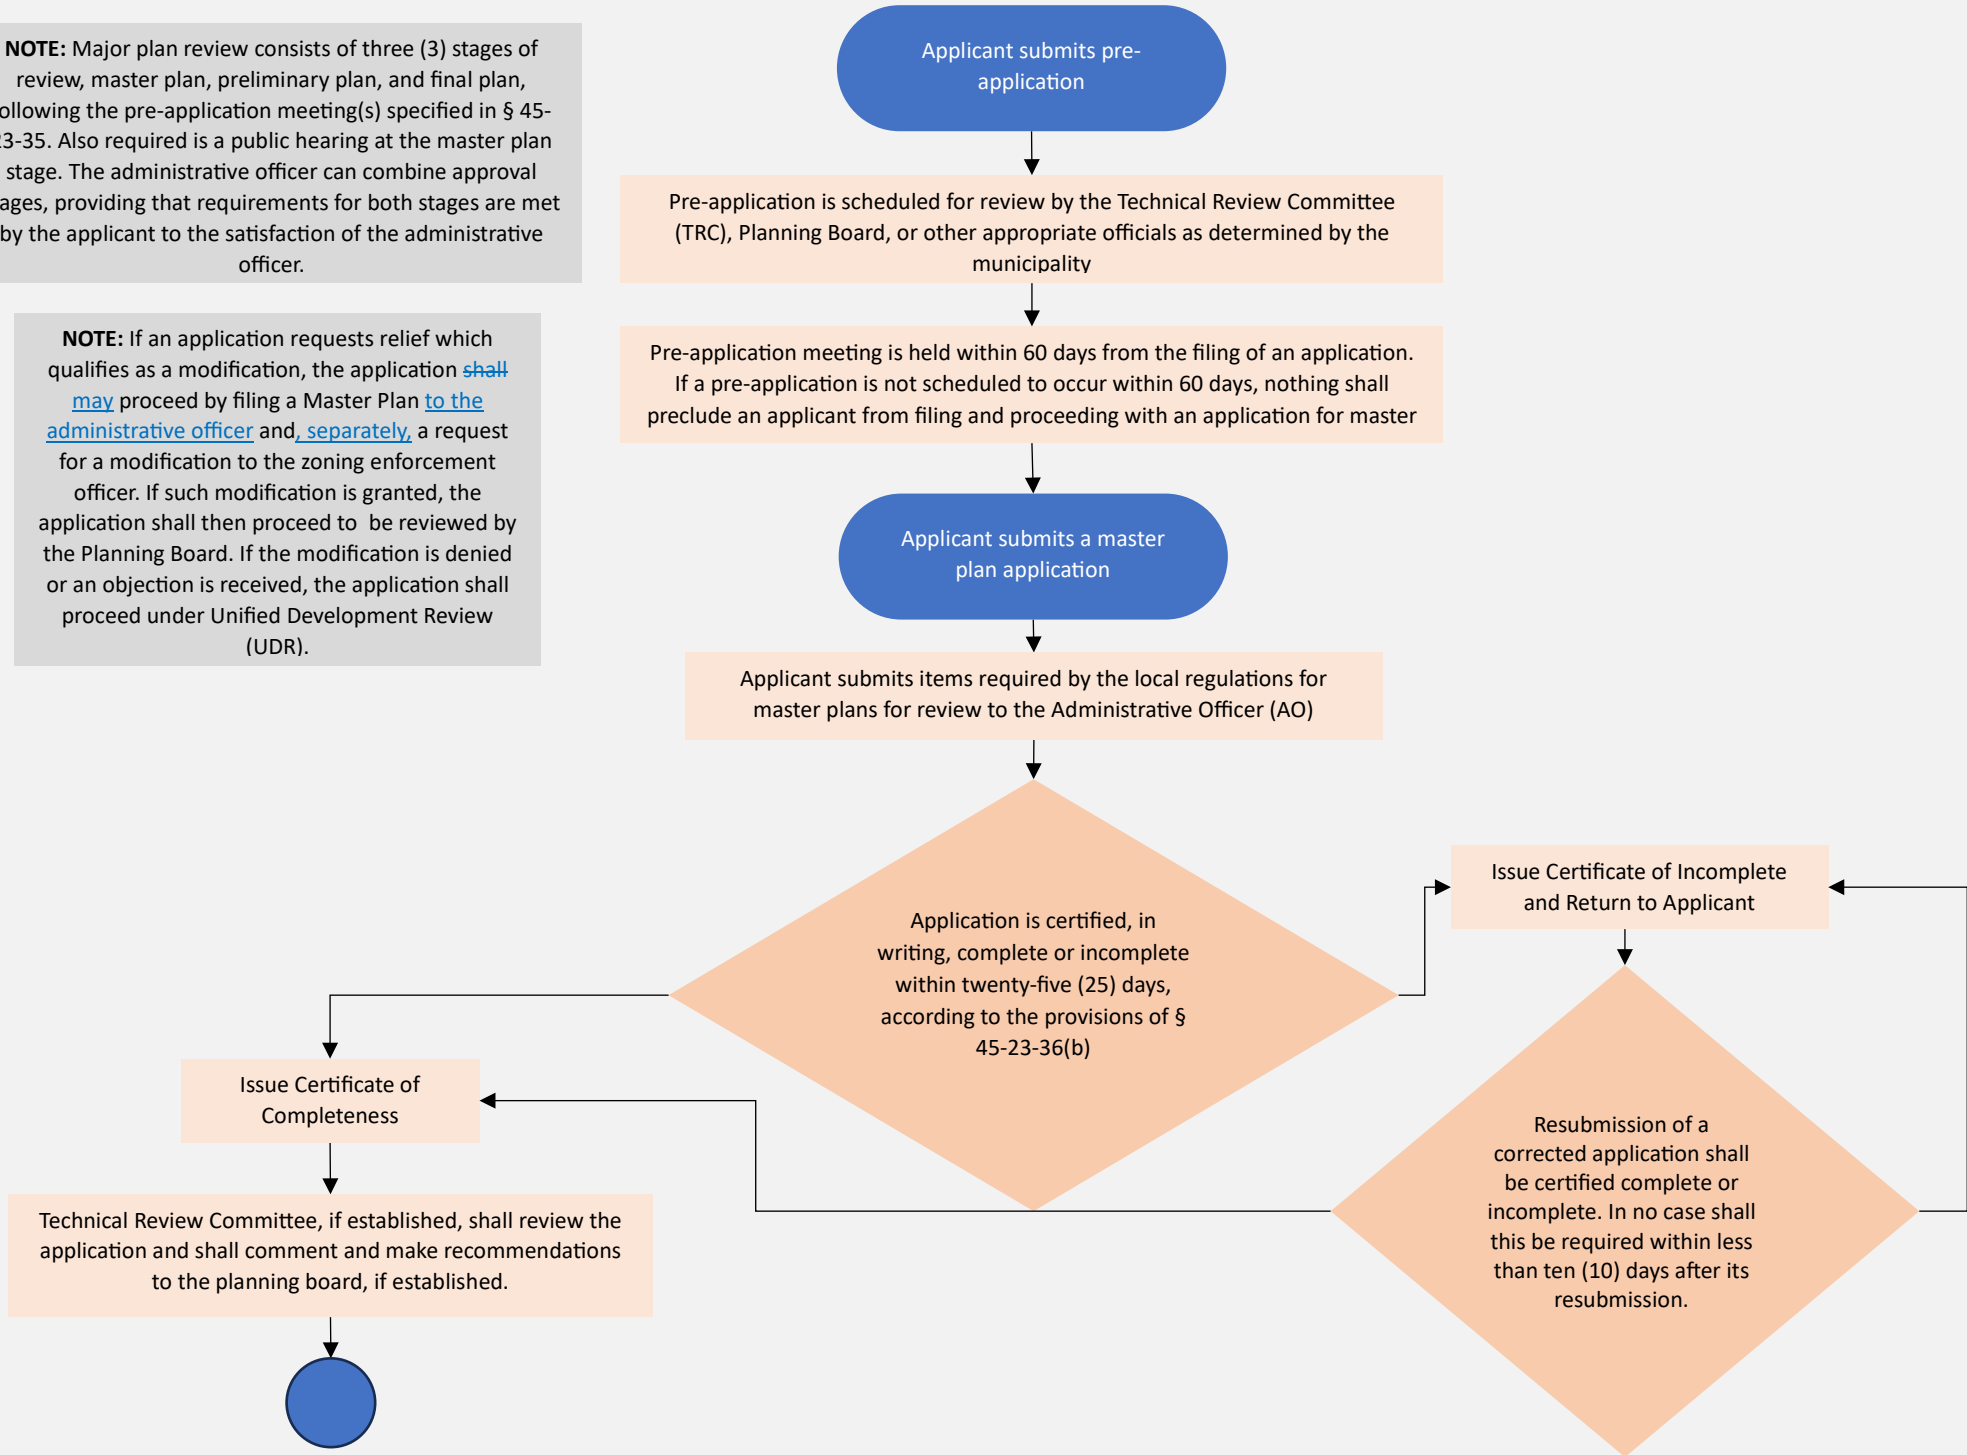 NOTE: Major plan review consists of three (3) stages of
review, master plan, preliminary plan, and final plan,
ollowing the pre-application meeting(s) specified in § 45-
23-35. Also required is a public hearing at the master plan
stage. The administrative officer can combine approval
ages, providing that requirements for both stages are met
by the applicant to the satisfaction of the administrative
officer.
NOTE: If an application requests relief which
qualifies as a modification, the application shall
may proceed by filing a Master Plan to the
administrative officer and, separately, a request
for a modification to the zoning enforcement
officer. If such modification is granted, the
application shall then proceed to be reviewed by
the Planning Board. If the modification is denied
or an objection is received, the application shall
proceed under Unified Development Review
(UDR).
Applicant submits pre-
application
Pre-application is scheduled for review by the Technical Review Committee
(TRC), Planning Board, or other appropriate officials as determined by the
municipality
Pre-application meeting is held within 60 days from the filing of an application.
If a pre-application is not scheduled to occur within 60 days, nothing shall
preclude an applicant from filing and proceeding with an application for master
Applicant submits a master
plan application
Applicant submits items required by the local regulations for
master plans for review to the Administrative Officer (AO)
Application is certified, in
writing, complete or incomplete
within twenty-five (25) days,
according to the provisions of §
45-23-36(b)
Issue Certificate of Incomplete
and Return to Applicant
Resubmission of a
corrected application shall
be certified complete or
incomplete. In no case shall
this be required within less
than ten (10) days after its
resubmission.
Issue Certificate of
Completeness
Technical Review Committee, if established, shall review the
application and shall comment and make recommendations
to the planning board, if established.